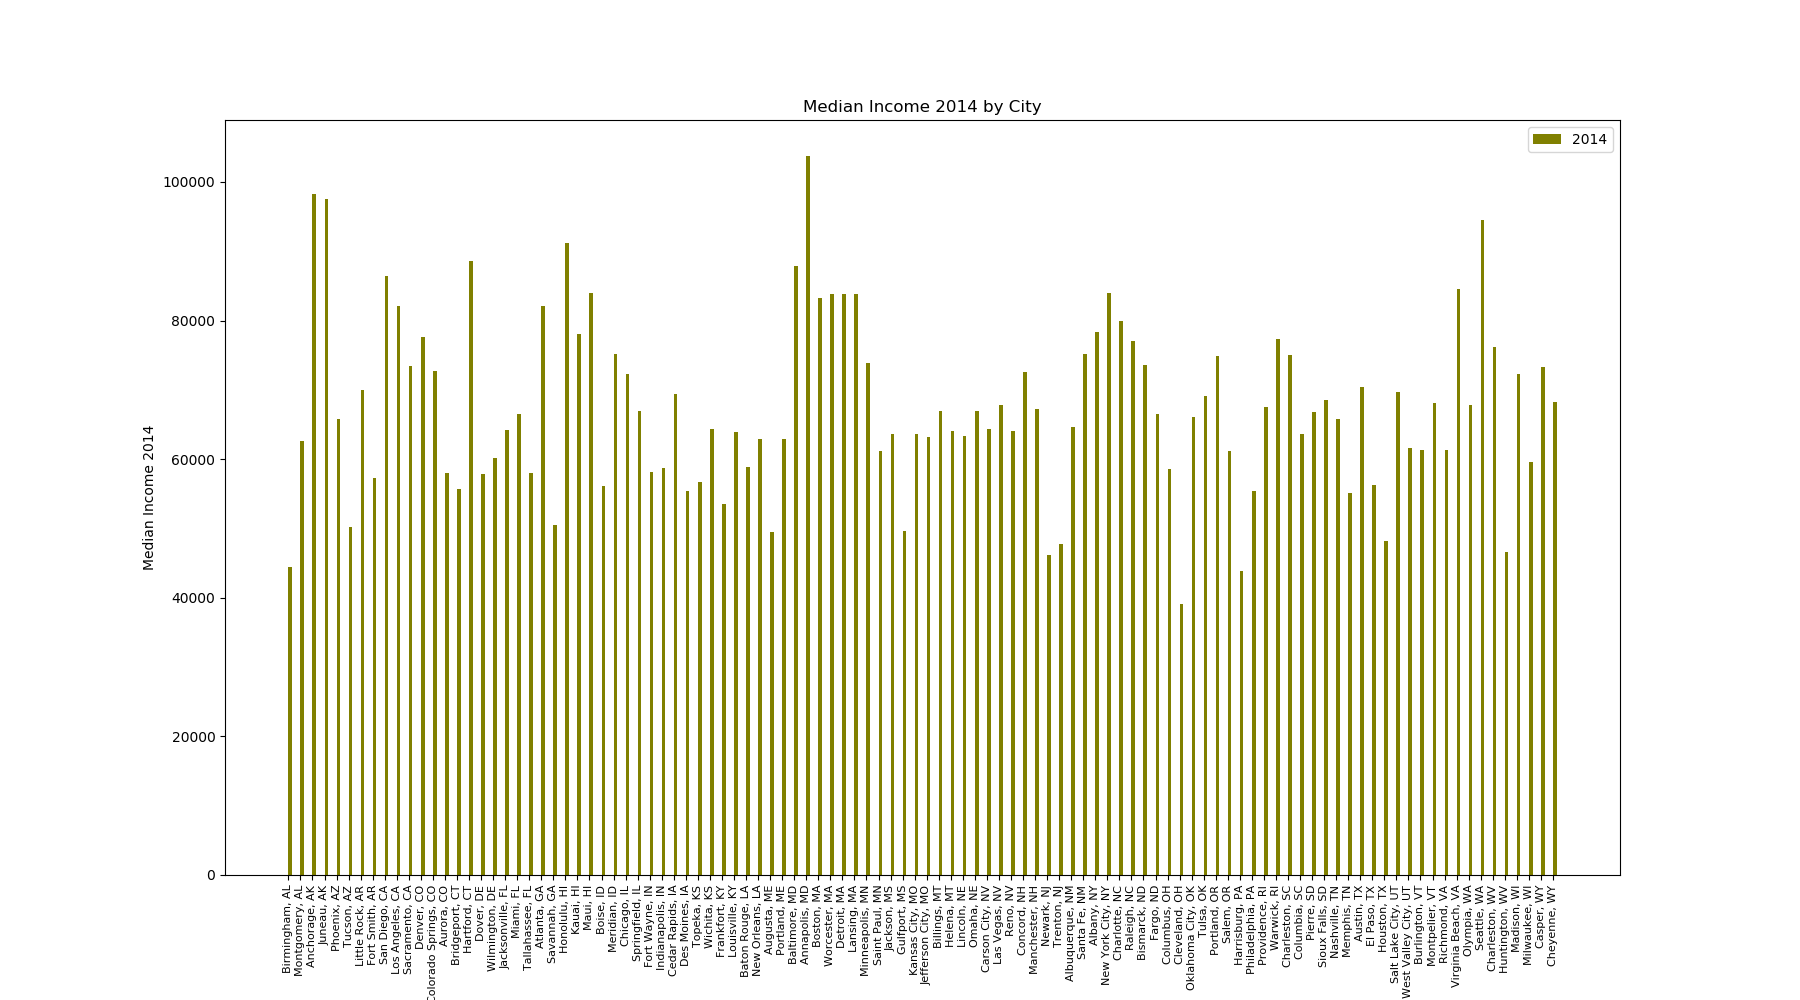 Median Income 2014 by City
2014
Median Income 2014
100000
80000
60000
40000
20000
0
Birmingham, AL
Montgomery, AL
Anchorage, AK
Juneau, AK
Phoenix, AZ
Tucson, AZ
Little Rock, AR
Fort Smith, AR
San Diego, CA
Los Angeles, CA
Sacramento, CA
Denver, CO
Colorado Springs, CO
Aurora, CO
Bridgeport, CT
Hartford, CT
Dover, DE
Wilmington, DE
Jacksonville, FL
Miami, FL
Tallahassee, FL
Atlanta, GA
Savannah, GA
Honolulu, HI
Kauai, HI
Maui, HI
Boise, ID
Meridian, ID
Chicago, IL
Springfield, IL
Fort Wayne, IN
Indianapolis, IN
Cedar Rapids, IA
Des Moines, IA
Topeka, KS
Wichita, KS
Frankfort, KY
Louisville, KY
Baton Rouge, LA
New Orleans, LA
Augusta, ME
Portland, ME
Baltimore, MD
Annapolis, MD
Boston, MA
Worcester, MA
Detroit, MA
Lansing, MA
Minneapolis, MN
Saint Paul, MN
Jackson, MS
Gulfport, MS
Kansas City, MO
Jefferson City, MO
Billings, MT
Helena, MT
Lincoln, NE
Omaha, NE
Carson City, NV
Las Vegas, NV
Reno, NV
Concord, NH
Manchester, NH
Newark, NJ
Trenton, NJ
Albuquerque, NM
Santa Fe, NM
Albany, NY
New York City, NY
Charlotte, NC
Raleigh, NC
Bismarck, ND
Fargo, ND
Columbus, OH
Cleveland, OH
Oklahoma City, OK
Tulsa, OK
Portland, OR
Salem, OR
Harrisburg, PA
Philadelphia, PA
Providence, RI
Warwick, RI
Charleston, SC
Columbia, SC
Pierre, SD
Sioux Falls, SD
Nashville, TN
Memphis, TN
Austin, TX
El Paso, TX
Houston, TX
Salt Lake City, UT
West Valley City, UT
Burlington, VT
Montpelier, VT
Richmond, VA
Virginia Beach, VA
Olympia, WA
Seattle, WA
Charleston, WV
Huntington, WV
Madison, WI
Milwaukee, WI
Casper, WY
Cheyenne, WY